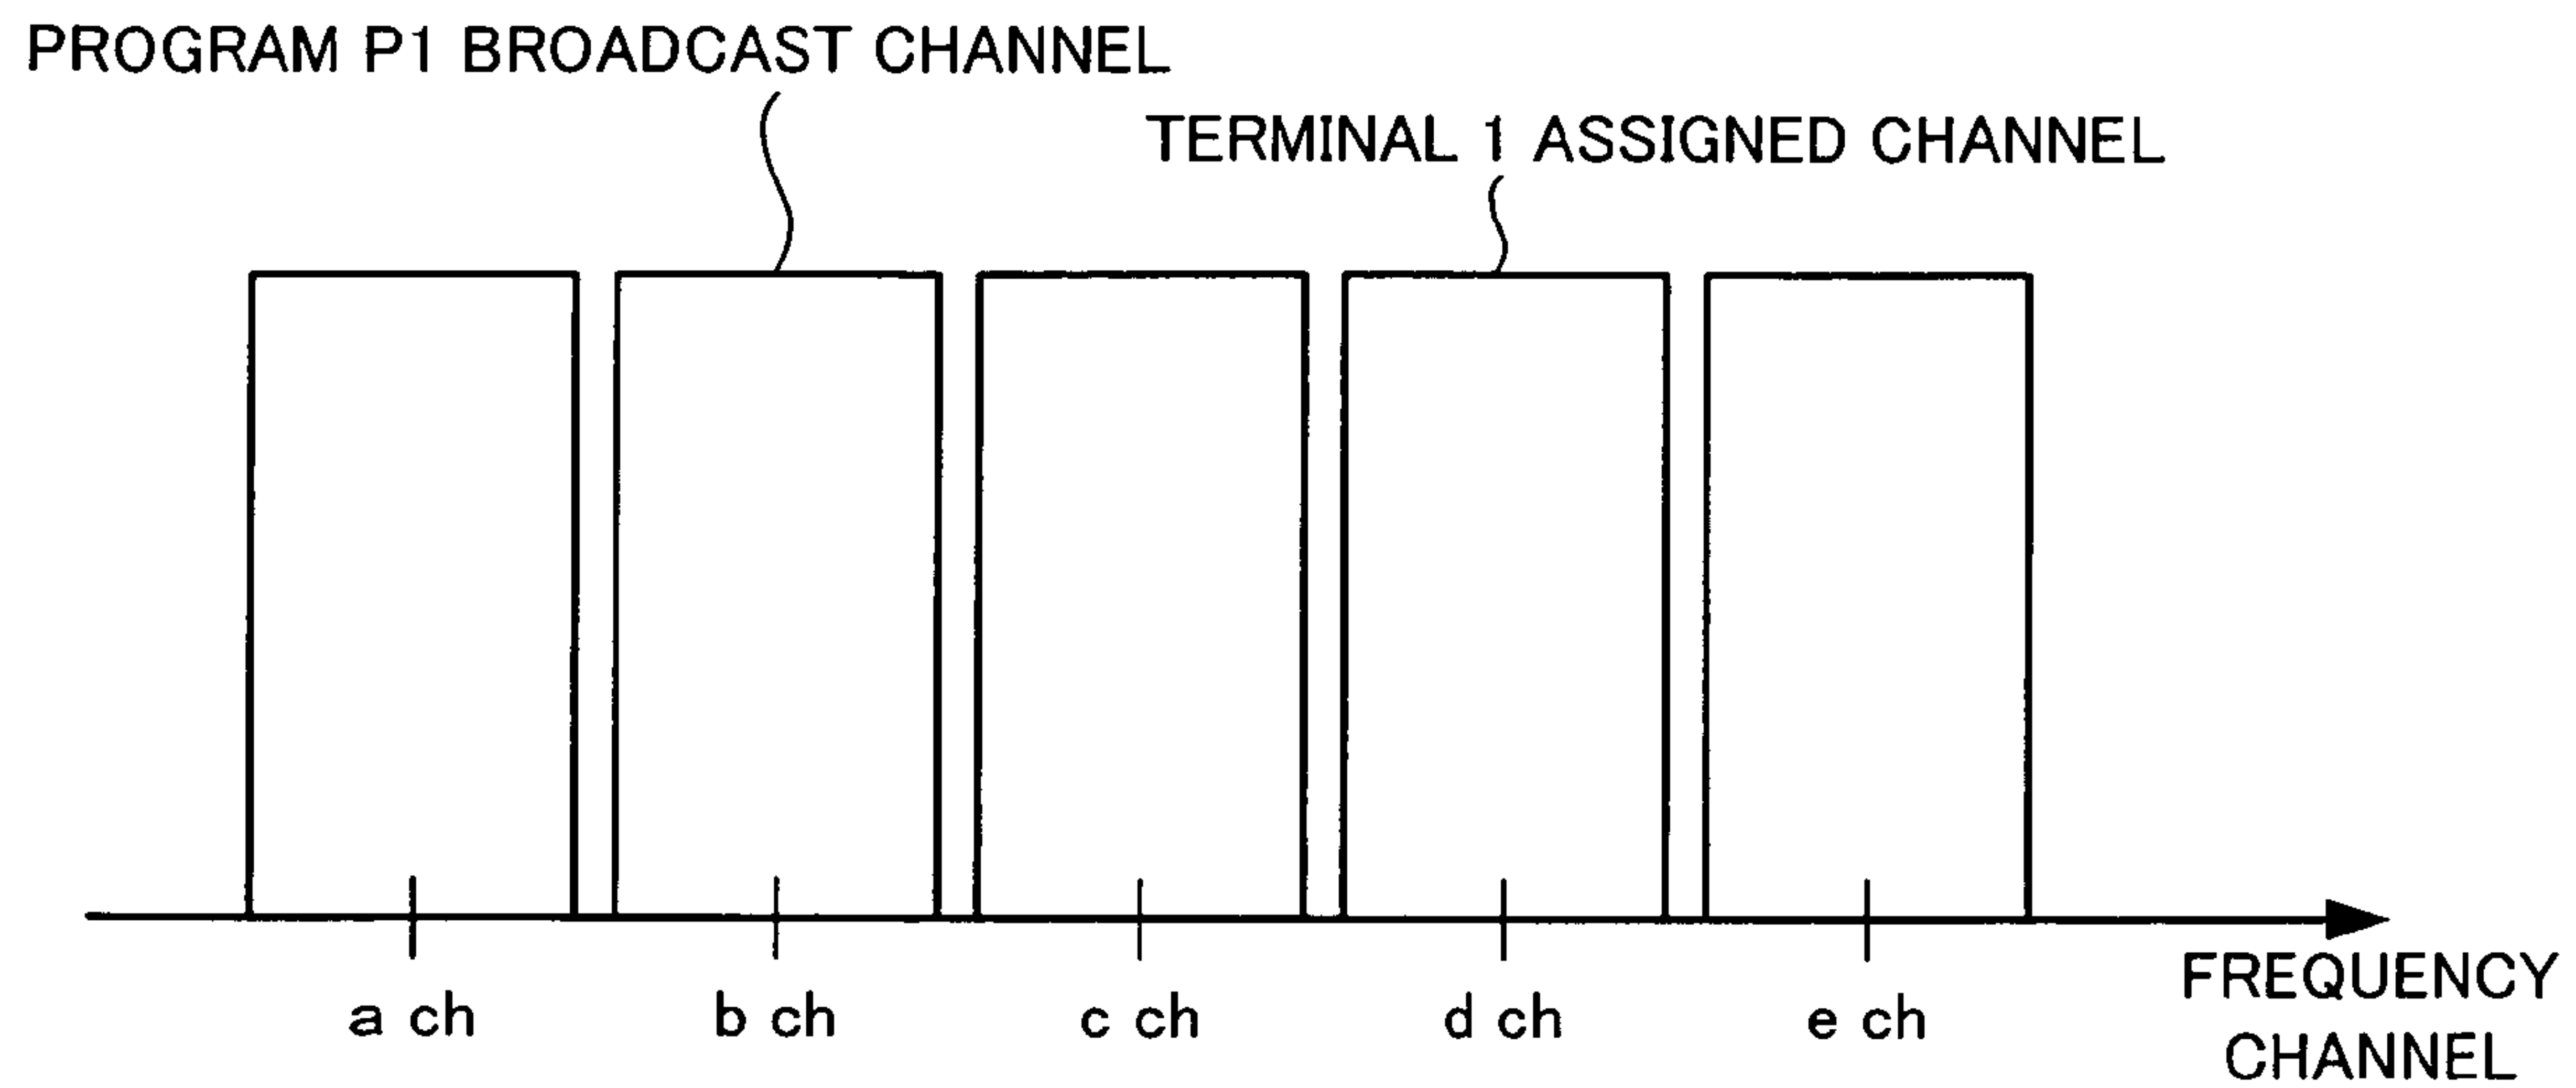 PROGRAM P1 BROADCAST CHANNEL
TERMINAL 1 ASSIGNED CHANNEL
a ch
b ch
c ch
d ch
e ch
FREQUENCY
CHANNEL